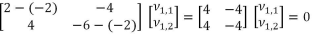 [2 − (−2) −4; 4 −6 − (−2)] [v₁,₁; v₁,₂] = [4 −4; 4 −4] [v₁,₁; v₁,₂] = 0